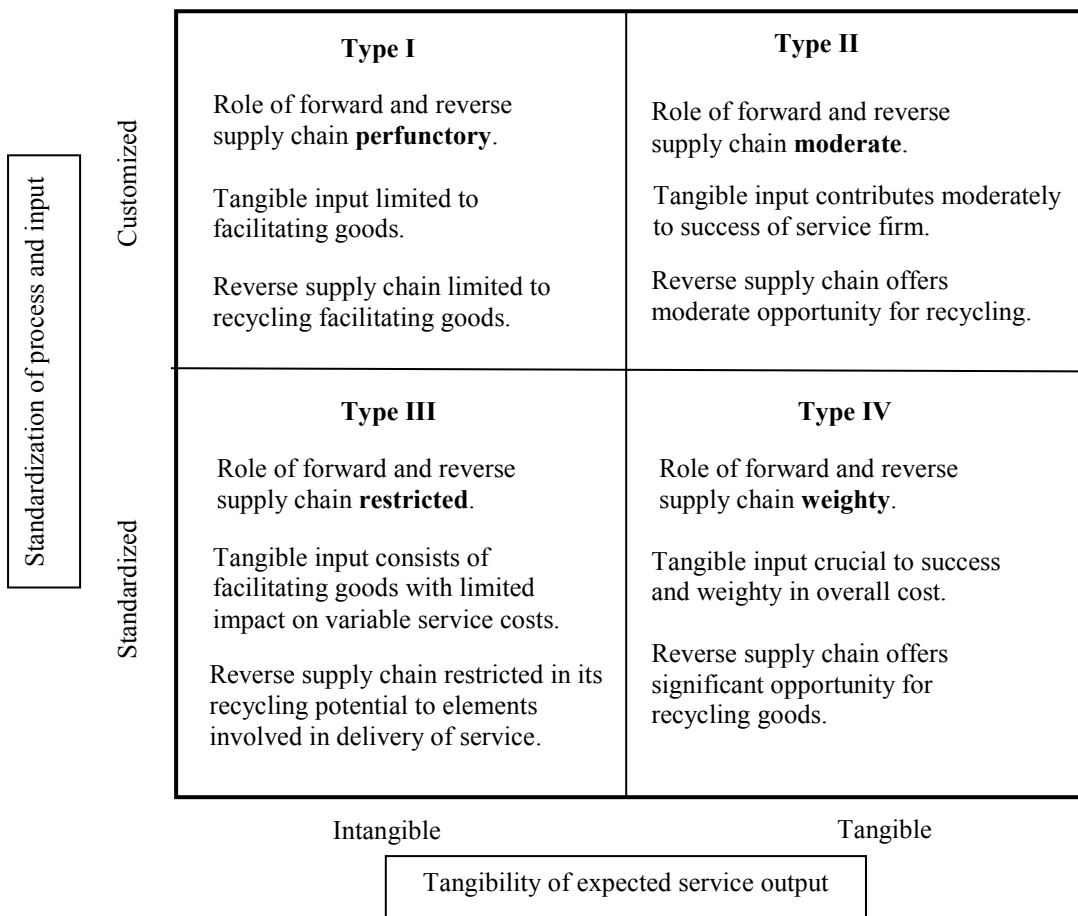 Standardization of process and input
Customized
Standardized
Type I
Role of forward and reverse
supply chain perfunctory.
Tangible input limited to
facilitating goods.
Reverse supply chain limited to
recycling facilitating goods.
Type II
Role of forward and reverse
supply chain moderate.
Tangible input contributes moderately
to success of service firm.
Reverse supply chain offers
moderate opportunity for recycling.
Type III
Role of forward and reverse
supply chain restricted.
Tangible input consists of
facilitating goods with limited
impact on variable service costs.
Reverse supply chain restricted in its
recycling potential to elements
involved in delivery of service.
Type IV
Role of forward and reverse
supply chain weighty.
Tangible input crucial to success
and weighty in overall cost.
Reverse supply chain offers
significant opportunity for
recycling goods.
Intangible
Tangible
Tangibility of expected service output